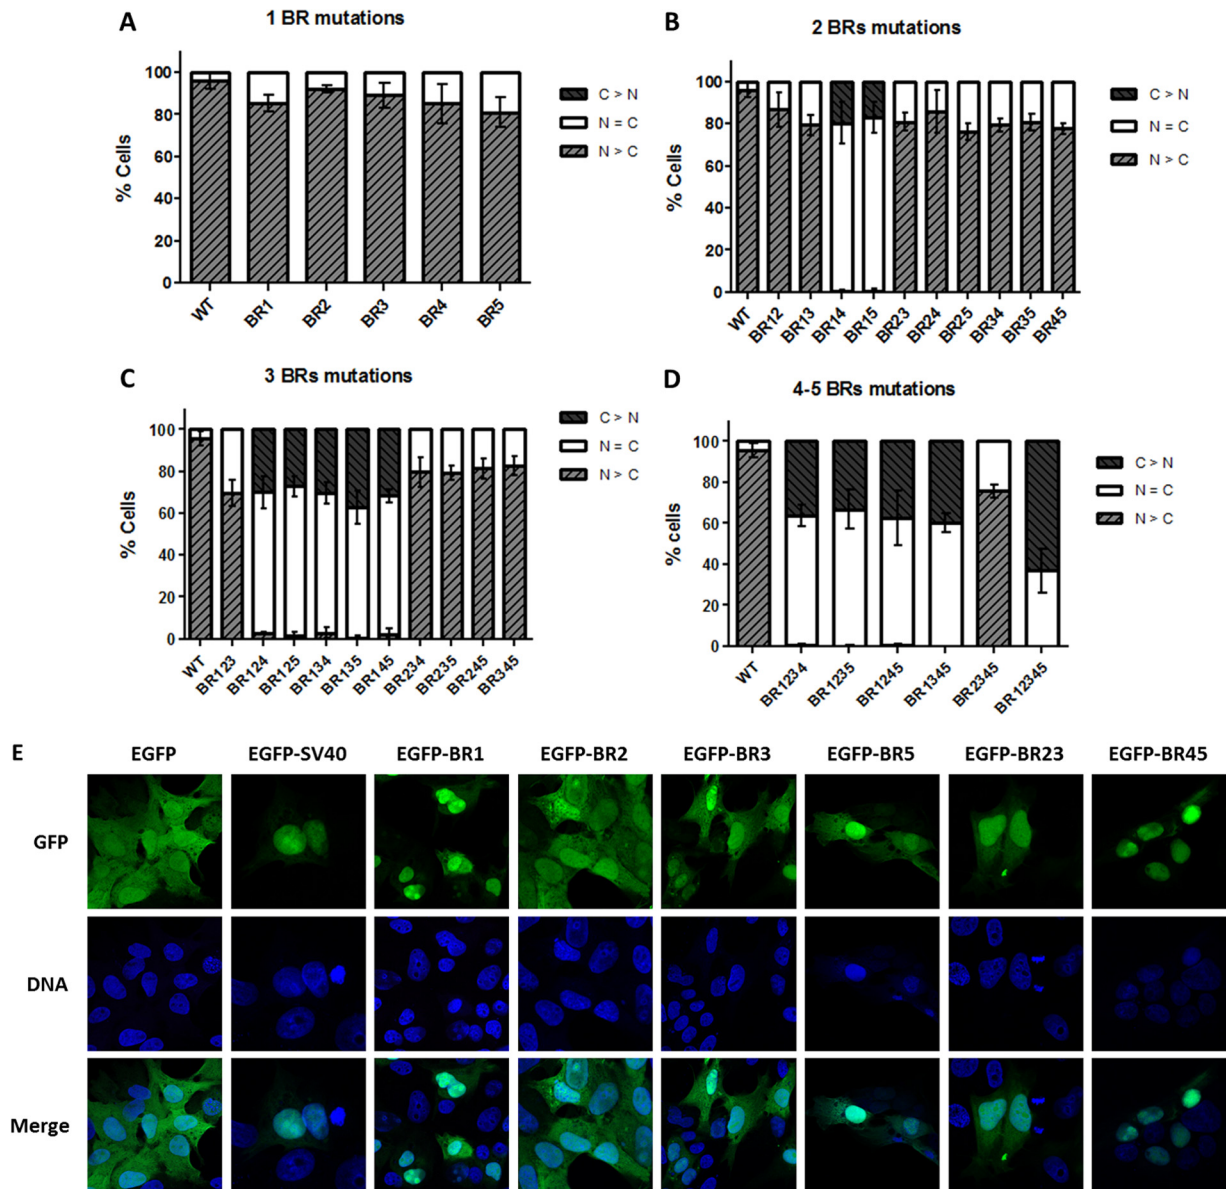 A
1 BR mutations
% Cells
100
80
60
40
20
0
WT
BR1
BR2
BR3
BR4
BR5
C > N
N = C
N > C
B
2 BRs mutations
% Cells
100
80
60
40
20
0
WT
BR12
BR13
BR14
BR15
BR23
BR24
BR25
BR34
BR35
BR45
C > N
N = C
N > C
C
3 BRs mutations
% Cells
100
80
60
40
20
0
WT
BR123
BR124
BR125
BR134
BR135
BR145
BR234
BR235
BR245
BR345
C > N
N = C
N > C
D
4-5 BRs mutations
% cells
100
80
60
40
20
0
WT
BR1234
BR1235
BR1245
BR1345
BR2345
BR12345
C > N
N = C
N > C
E
EGFP EGFP-SV40 EGFP-BR1 EGFP-BR2 EGFP-BR3 EGFP-BR5 EGFP-BR23 EGFP-BR45
GFP
DNA
Merge